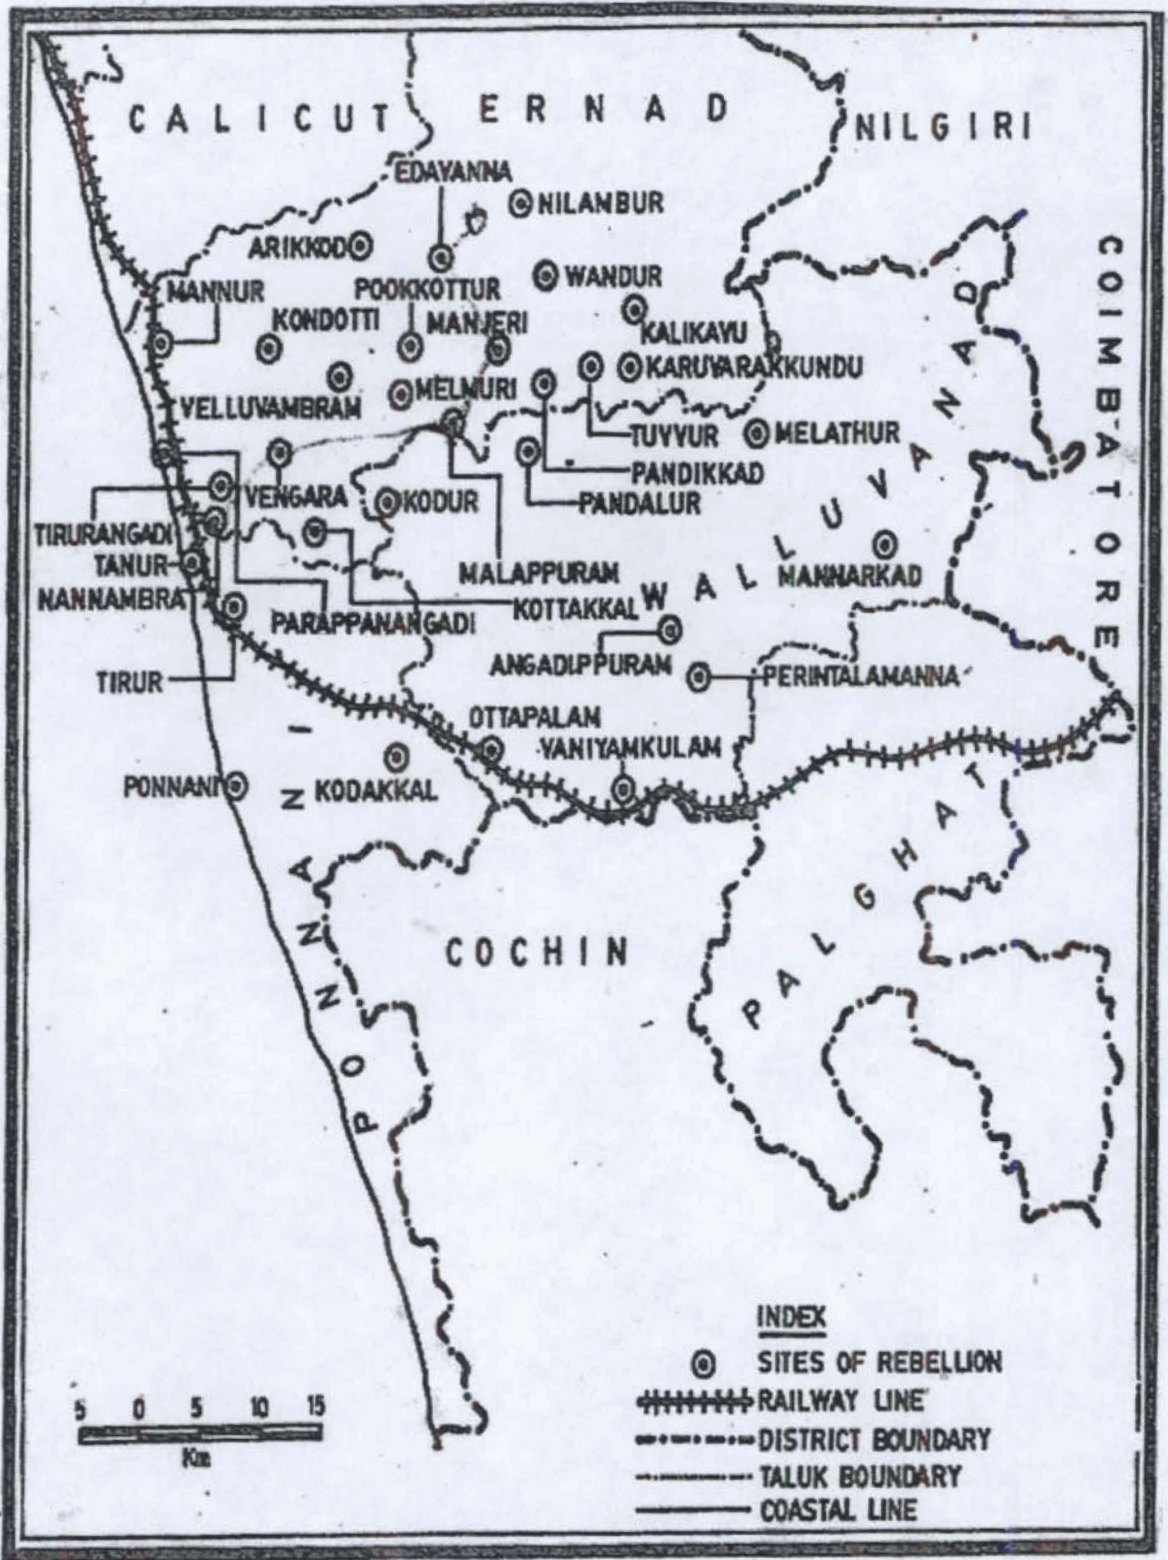 CALICUT
ERNAD
NILGIRI
EDAVANNA
NILAMBUR
ARIKKOD
COIMBATORE
WANDUR
MANNUR
POOKKOTTUR
KONDOTTI
MANJERI
KALIKAVU
KARUVARAKKUNDU
MELMURI
VELLUVAMBRAM
TUVVUR
MELATHUR
PANDIKKAD
VENGARA
KODUR
PANDALUR
WALLUVANAD
TIRURANGADI
TANUR
MALAPPURAM
MANNARKAD
NANNAMBRA
KOTTAKKAL
PARAPPANANGADI
ANGADIPPURAM
PERINTALAMANNA
TIRUR
OTTAPALAM
VANIYAMKULAM
PONNANI
KODAKKAL
PONNANI
COCHIN
PALGHAT
INDEX
SITES OF REBELLION
RAILWAY LINE
DISTRICT BOUNDARY
TALUK BOUNDARY
COASTAL LINE
5 0 5 10 15
Km